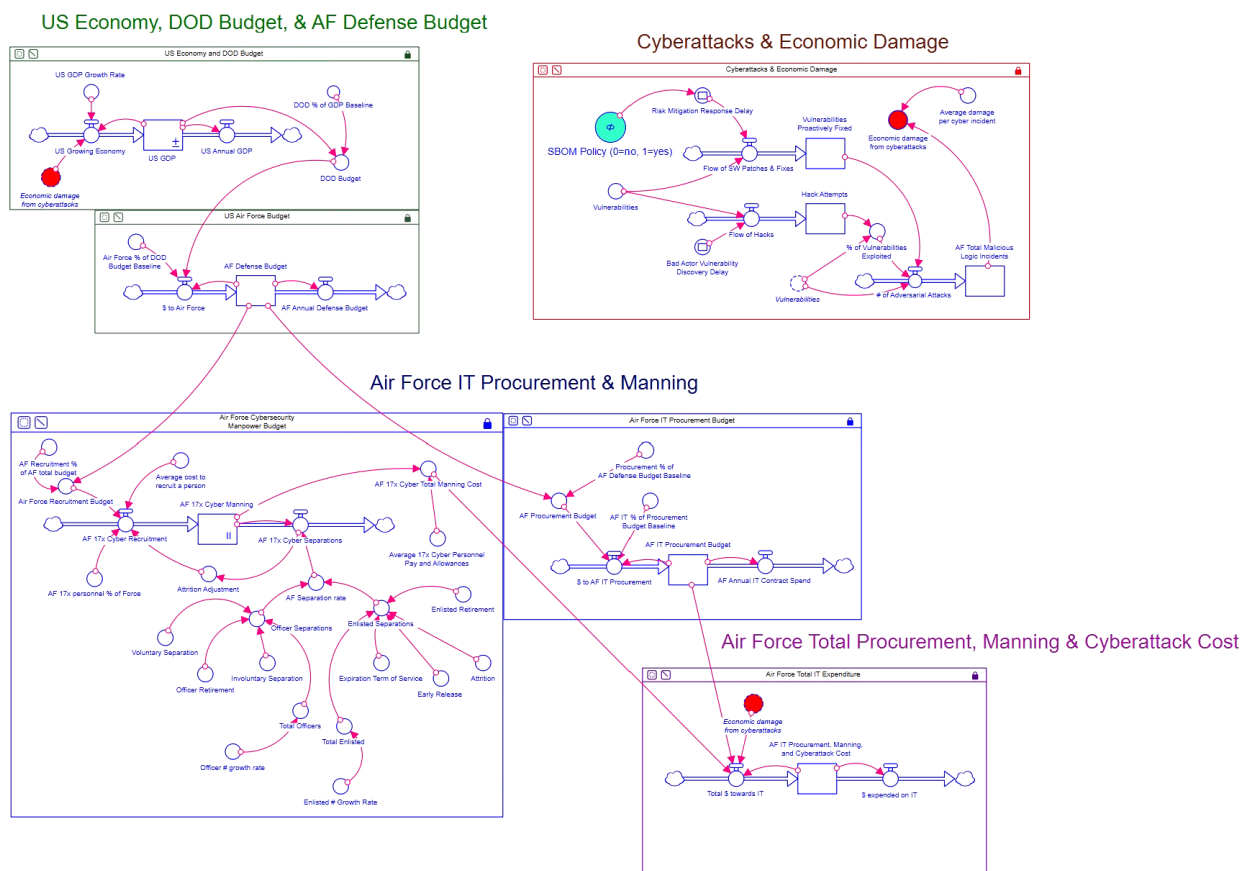 US Economy, DOD Budget, & AF Defense Budget
US Economy and DOD Budget
US GDP Growth Rate
DOD % of GDP Baseline
US Growing Economy
US GDP
US Annual GDP
DOD Budget
Economic damage
from cyberattacks
US Air Force Budget
Air Force % of DOD
Budget Baseline
AF Defense Budget
$ to Air Force
AF Annual Defense Budget
Cyberattacks & Economic Damage
Cyberattacks & Economic Damage
Risk Mitigation Response Delay
SBOM Policy (0=no, 1=yes)
Vulnerabilities
Proactively Fixed
Economic damage
from cyberattacks
Average damage
per cyber incident
Flow of SW Patches & Fixes
Vulnerabilities
Hack Attempts
Flow of Hacks
Bad Actor Vulnerability
Discovery Delay
% of Vulnerabilities
Exploited
AF Total Malicious
Logic Incidents
Vulnerabilities
# of Adversarial Attacks
Air Force IT Procurement & Manning
Air Force Cybersecurity
Manpower Budget
AF Recruitment %
of AF total budget
Average cost to
recruit a person
Air Force Recruitment Budget
AF 17x Cyber Manning
AF 17x Cyber Total Manning Cost
AF 17x Cyber Recruitment
AF 17x Cyber Separations
Average 17x Cyber Personnel
Pay and Allowances
AF 17x personnel % of Force
Attrition Adjustment
AF Separation rate
Enlisted Retirement
Officer Separations
Enlisted Separations
Voluntary Separation
Officer Retirement
Involuntary Separation
Expiration Term of Service
Early Release
Attrition
Total Officers
Total Enlisted
Officer # growth rate
Enlisted # Growth Rate
Air Force IT Procurement Budget
Procurement % of
AF Defense Budget Baseline
AF Procurement Budget
AF IT % of Procurement
Budget Baseline
AF IT Procurement Budget
$ to AF IT Procurement
AF Annual IT Contract Spend
Air Force Total Procurement, Manning & Cyberattack Cost
Air Force Total IT Expenditure
Economic damage
from cyberattacks
AF IT Procurement, Manning,
and Cyberattack Cost
Total $ towards IT
$ expended on IT